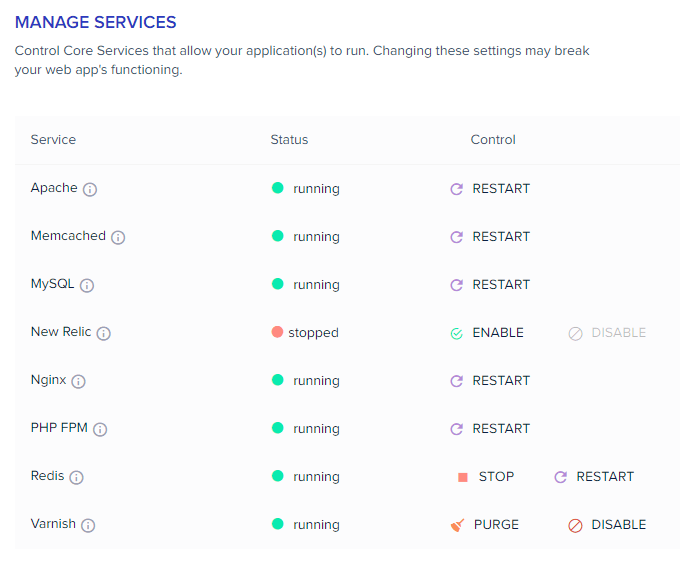 MANAGE SERVICES
Control Core Services that allow your application(s) to run. Changing these settings may break
your web app's functioning.
Service Status Control
Apache running RESTART
Memcached running RESTART
MySQL running RESTART
New Relic stopped ENABLE DISABLE
Nginx running RESTART
PHP FPM running RESTART
Redis running STOP RESTART
Varnish running PURGE DISABLE